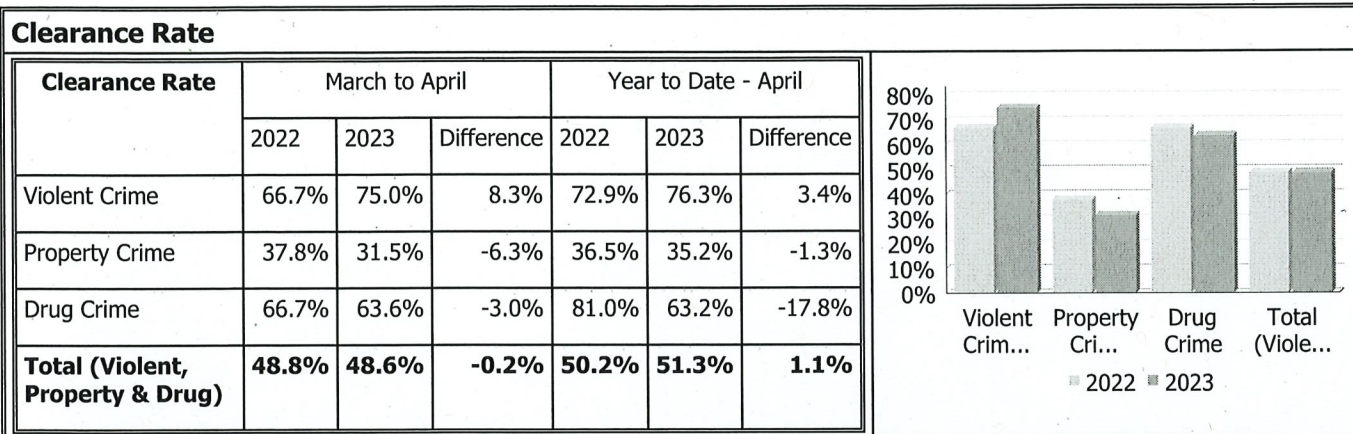 Clearance Rate
Clearance Rate March to April Year to Date - April
2022 2023 Difference 2022 2023 Difference
Violent Crime 66.7% 75.0% 8.3% 72.9% 76.3% 3.4%
Property Crime 37.8% 31.5% -6.3% 36.5% 35.2% -1.3%
Drug Crime 66.7% 63.6% -3.0% 81.0% 63.2% -17.8%
Total (Violent, 48.8% 48.6% -0.2% 50.2% 51.3% 1.1%
Property & Drug)
80%
70%
60%
50%
40%
30%
20%
10%
0%
Violent Property Drug Total
Crim... Cri... Crime (Viole...
2022 2023